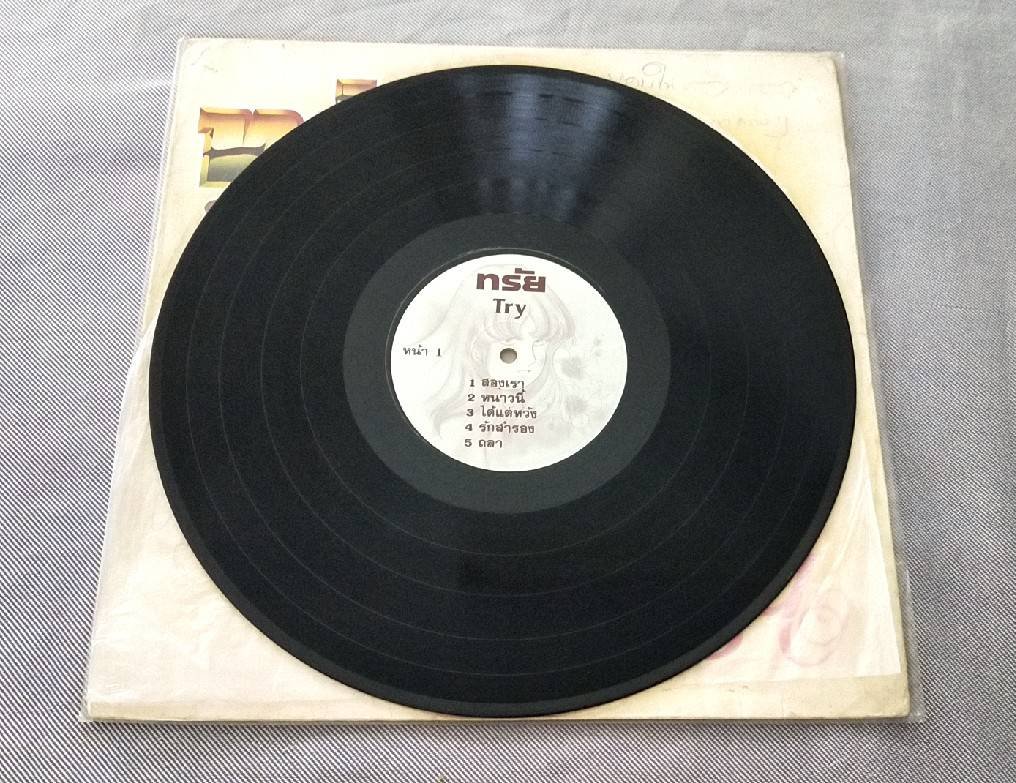 ทรัย
Try
หน้า 1
1 สองเรา
2 หนาวนี้
3 ได้แต่หวัง
4 รักสำรอง
5 ถลา